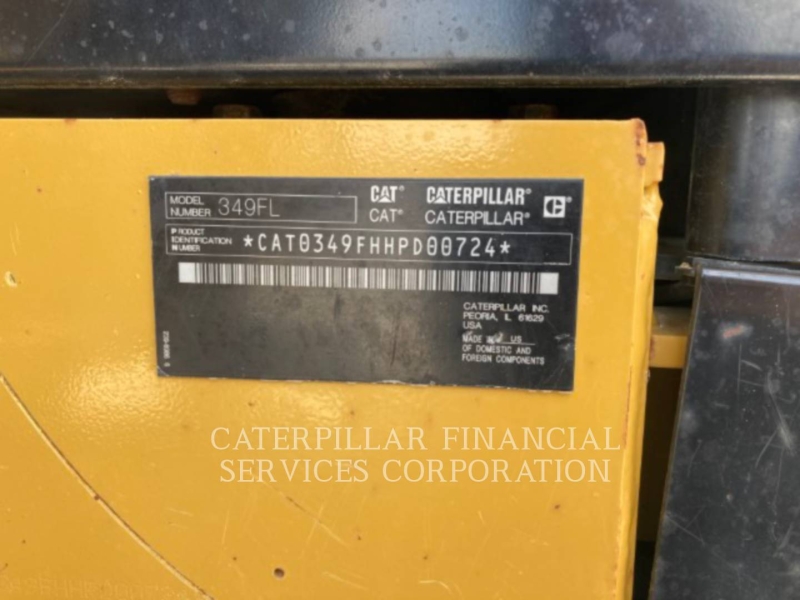 MODEL NUMBER 349FL
CAT® CATERPILLAR®
CAT® CATERPILLAR®
PRODUCT IDENTIFICATION NUMBER *CAT0349FHHPD00724*
CATERPILLAR INC.
PEORIA, IL 61629
USA
MADE US
OF DOMESTIC AND
FOREIGN COMPONENTS
CATERPILLAR FINANCIAL
SERVICES CORPORATION